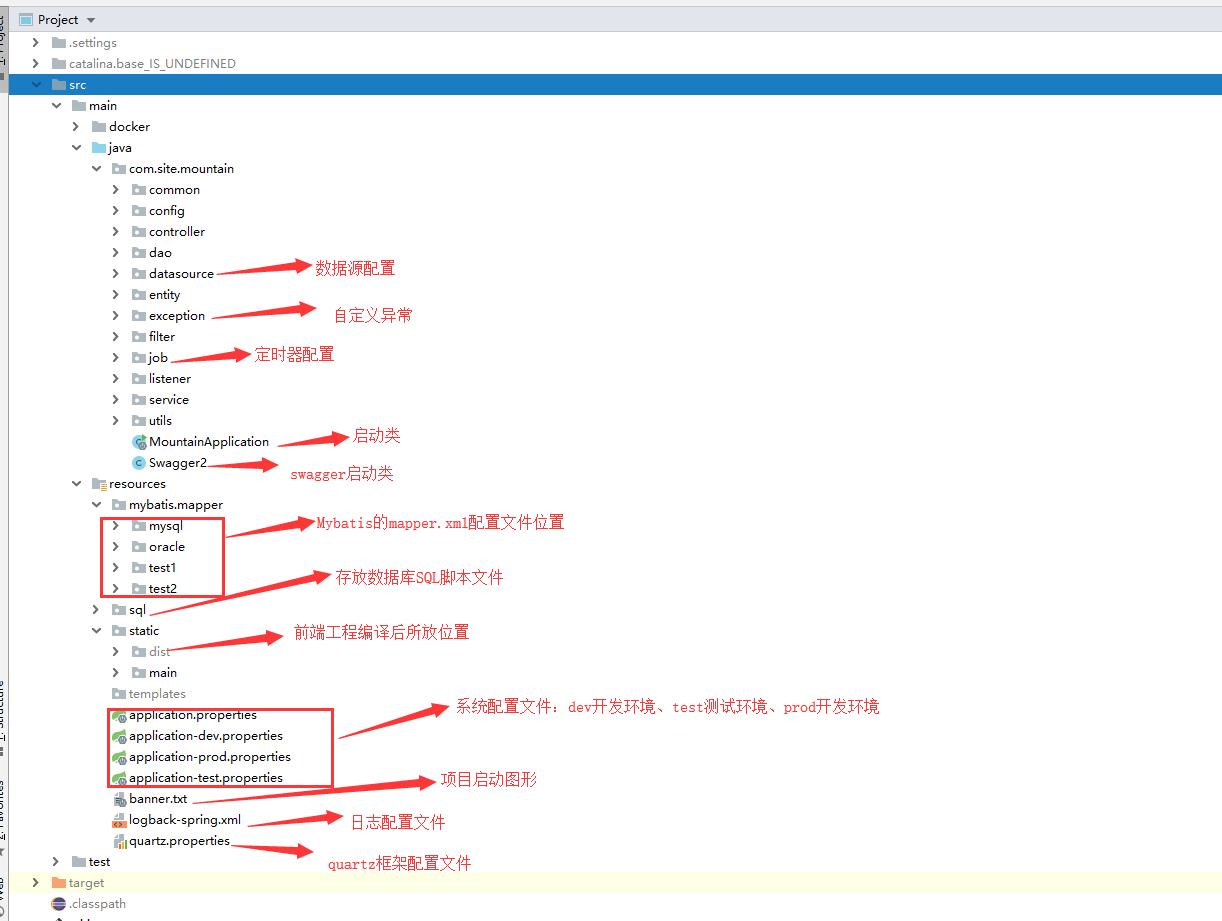 Project
.settings
catalina.base_IS_UNDEFINED
src
main
docker
java
com.site.mountain
common
config
controller
dao
datasource 数据源配置
entity
exception 自定义异常
filter
job 定时器配置
listener
service
utils
MountainApplication 启动类
Swagger2 swagger启动类
resources
mybatis.mapper
mysql Mybatis的mapper.xml配置文件位置
oracle
test1 存放数据库SQL脚本文件
test2
sql
static 前端工程编译后所放位置
dist
main
templates
application.properties 系统配置文件：dev开发环境、test测试环境、prod开发环境
application-dev.properties
application-prod.properties
application-test.properties 项目启动图形
banner.txt
logback-spring.xml 日志配置文件
quartz.properties quartz框架配置文件
test
target
.classpath